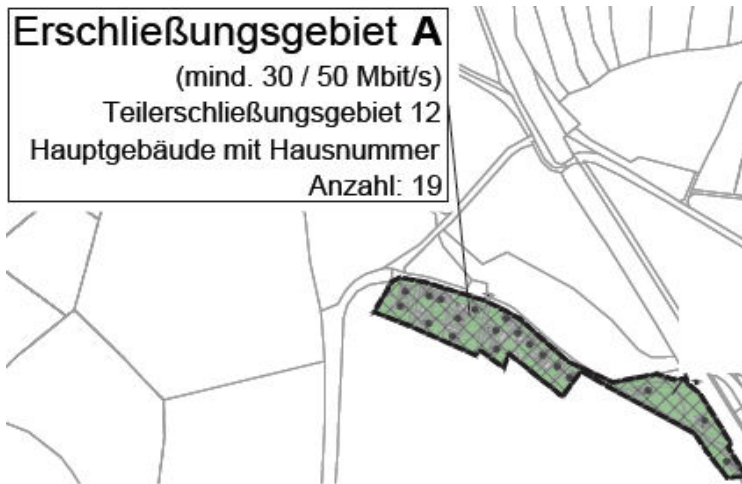 Erschließungsgebiet A
(mind. 30 / 50 Mbit/s)
Teilerschließungsgebiet 12
Hauptgebäude mit Hausnummer
Anzahl: 19